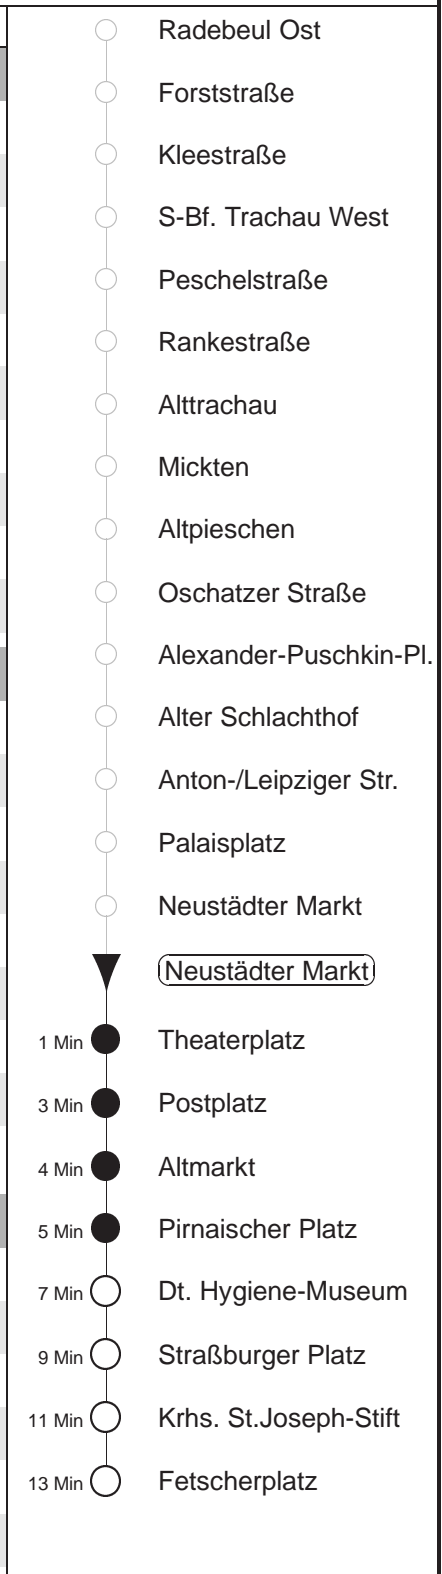 Radebeul Ost
Forststraße
Kleestraße
S-Bf. Trachau West
Peschelstraße
Rankestraße
Alttrachau
Mickten
Altpieschen
Oschatzer Straße
Alexander-Puschkin-Pl.
Alter Schlachthof
Anton-/Leipziger Str.
Palaisplatz
Neustädter Markt
Neustädter Markt
1 Min Theaterplatz
3 Min Postplatz
4 Min Altmarkt
5 Min Pirnaischer Platz
7 Min Dt. Hygiene-Museum
9 Min Straßburger Platz
11 Min Krhs. St.Joseph-Stift
13 Min Fetscherplatz